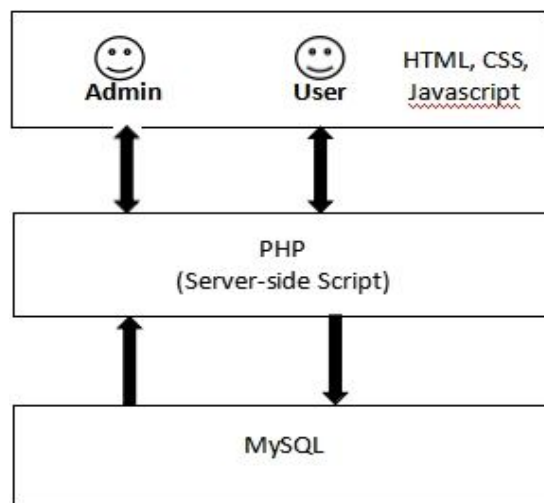 HTML, CSS,
Admin User Javascript
PHP
(Server-side Script)
MySQL